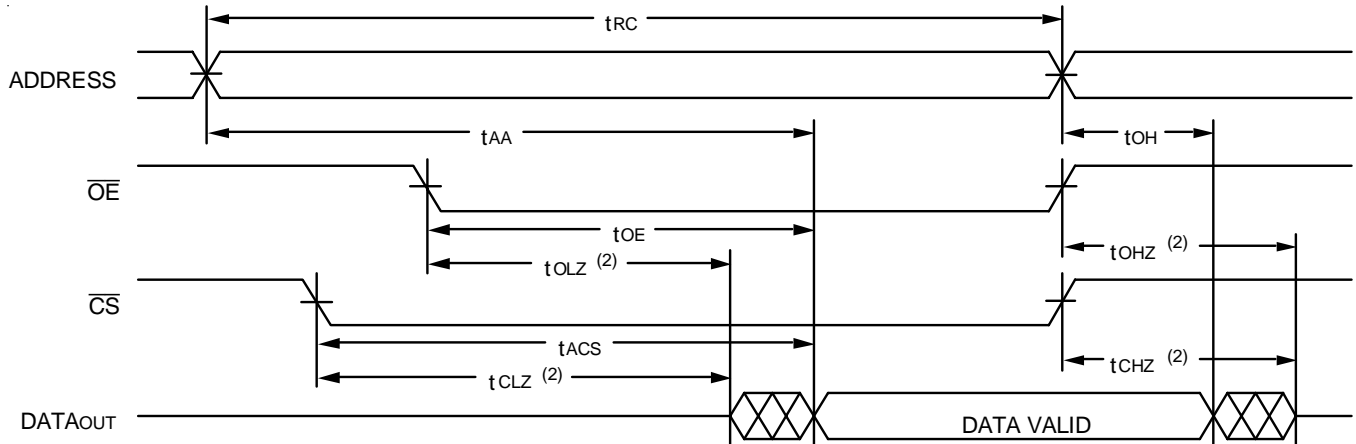 tRC
ADDRESS
tAA
tOH
OE
tOE
tOLZ (2)
tOHZ (2)
CS
tACS
tCLZ (2)
tCHZ (2)
DATAOUT
DATA VALID